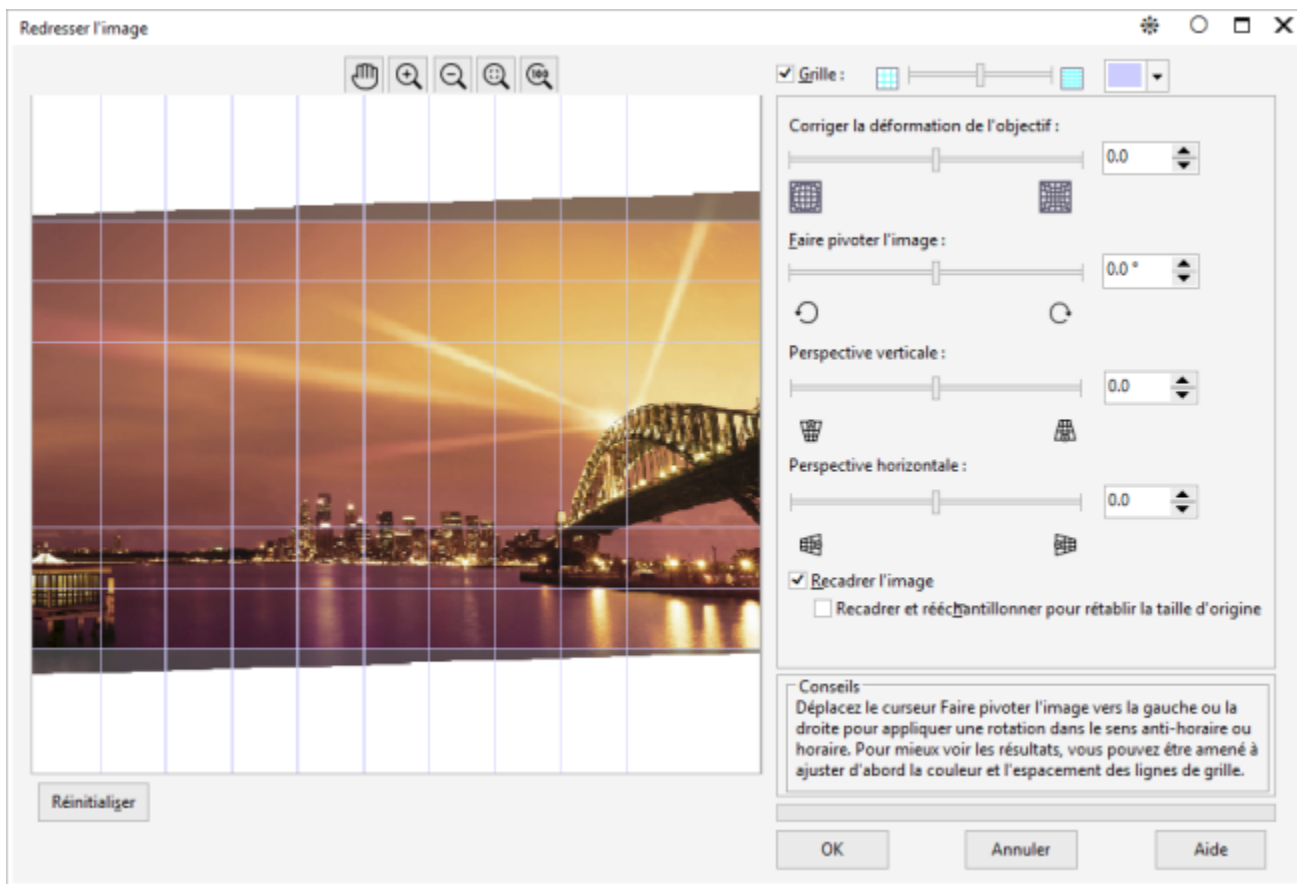 Redresser l'image
100
Grille :
Corriger la déformation de l'objectif :
0.0
Faire pivoter l'image :
0.0 °
Perspective verticale :
0.0
Perspective horizontale :
0.0
Recadrer l'image
Recadrer et rééchantillonner pour rétablir la taille d'origine
Conseils
Déplacez le curseur Faire pivoter l'image vers la gauche ou la
droite pour appliquer une rotation dans le sens anti-horaire ou
horaire. Pour mieux voir les résultats, vous pouvez être amené à
ajuster d'abord la couleur et l'espacement des lignes de grille.
Réinitialiser
OK
Annuler
Aide